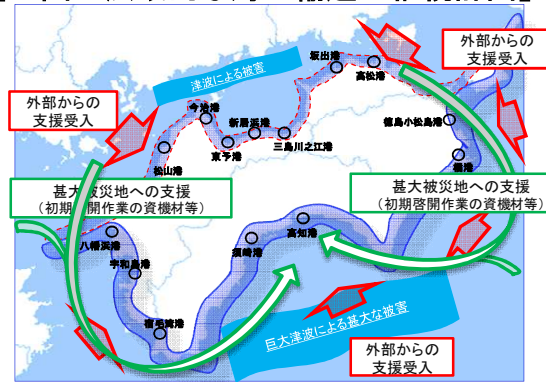 外部からの
支援受入
津波による被害
坂出港
高松港
外部からの
支援受入
今治港
新居浜港
東予港
三島川之江港
徳島小松島港
松山港
橘港
甚大被災地への支援
(初期啓開作業の資機材等)
甚大被災地への支援
(初期啓開作業の資機材等)
八幡浜港
高知港
須崎港
宇和島港
宿毛湾港
巨大津波による甚大な被害
外部からの
支援受入